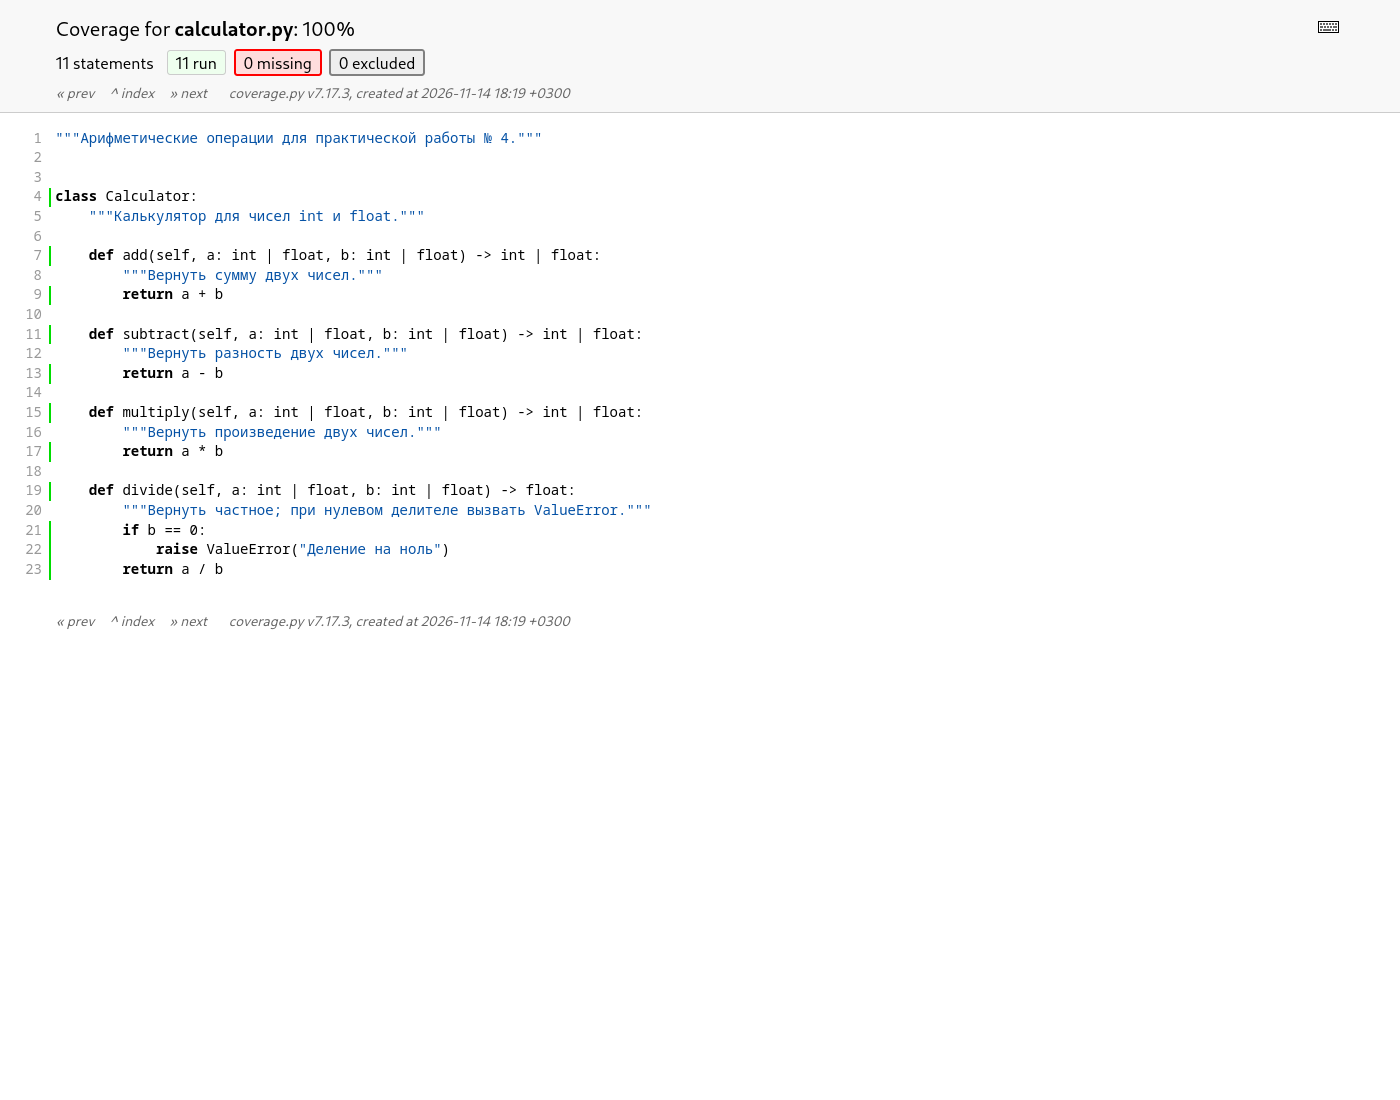 Coverage for calculator.py: 100%
11 statements 11 run 0 missing 0 excluded
« prev ^ index » next coverage.py v7.17.3, created at 2026-11-14 18:19 +0300
1 """Арифметические операции для практической работы № 4."""
2
3
4 class Calculator:
5     """Калькулятор для чисел int и float."""
6
7     def add(self, a: int | float, b: int | float) -> int | float:
8         """Вернуть сумму двух чисел."""
9         return a + b
10
11     def subtract(self, a: int | float, b: int | float) -> int | float:
12         """Вернуть разность двух чисел."""
13         return a - b
14
15     def multiply(self, a: int | float, b: int | float) -> int | float:
16         """Вернуть произведение двух чисел."""
17         return a * b
18
19     def divide(self, a: int | float, b: int | float) -> float:
20         """Вернуть частное; при нулевом делителе вызвать ValueError."""
21         if b == 0:
22             raise ValueError("Деление на ноль")
23         return a / b
« prev ^ index » next coverage.py v7.17.3, created at 2026-11-14 18:19 +0300